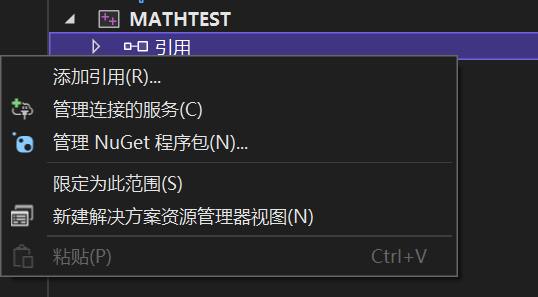 MATHTEST
引用
添加引用(R)...
管理连接的服务(C)
管理 NuGet 程序包(N)...
限定为此范围(S)
新建解决方案资源管理器视图(N)
粘贴(P) Ctrl+V